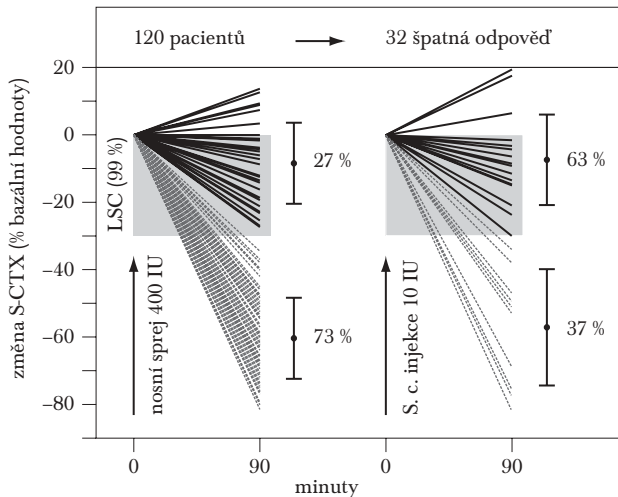 120 pacientů
32 špatná odpověď
změna S-CTX (% bazální hodnoty)
20
0
–20
–40
–60
–80
LSC (99 %)
nosní sprej 400 IU
27 %
73 %
S. c. injekce 10 IU
63 %
37 %
0
90
0
90
minuty